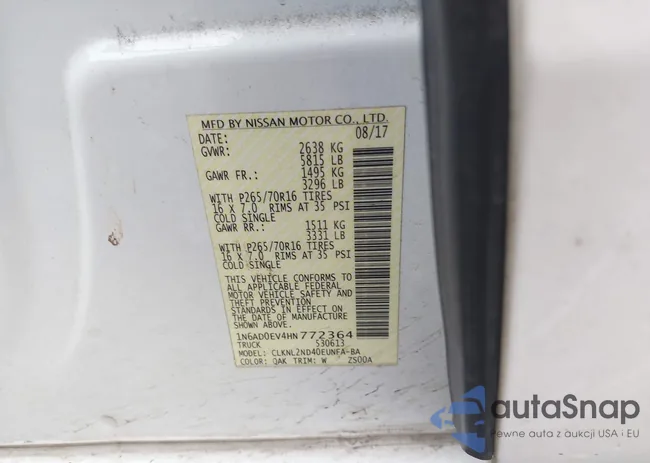 MFD BY NISSAN MOTOR CO., LTD.
DATE: 08/17
GVWR: 2638 KG
5815 LB
GAWR FR.: 1495 KG
3296 LB
WITH P265/70R16 TIRES
16 X 7.0 RIMS AT 35 PSI
COLD SINGLE
GAWR RR.: 1511 KG
3331 LB
WITH P265/70R16 TIRES
16 X 7.0 RIMS AT 35 PSI
COLD SINGLE
THIS VEHICLE CONFORMS TO
ALL APPLICABLE FEDERAL
MOTOR VEHICLE SAFETY AND
THEFT PREVENTION
STANDARDS IN EFFECT ON
THE DATE OF MANUFACTURE
SHOWN ABOVE.
1N6AD0EV4HN772364
TRUCK 530613
MODEL: CLKNL2ND40EUNFA-BA
COLOR: QAK TRIM: W ZS00A
autaSnap
Pewne auta z aukcji USA i EU